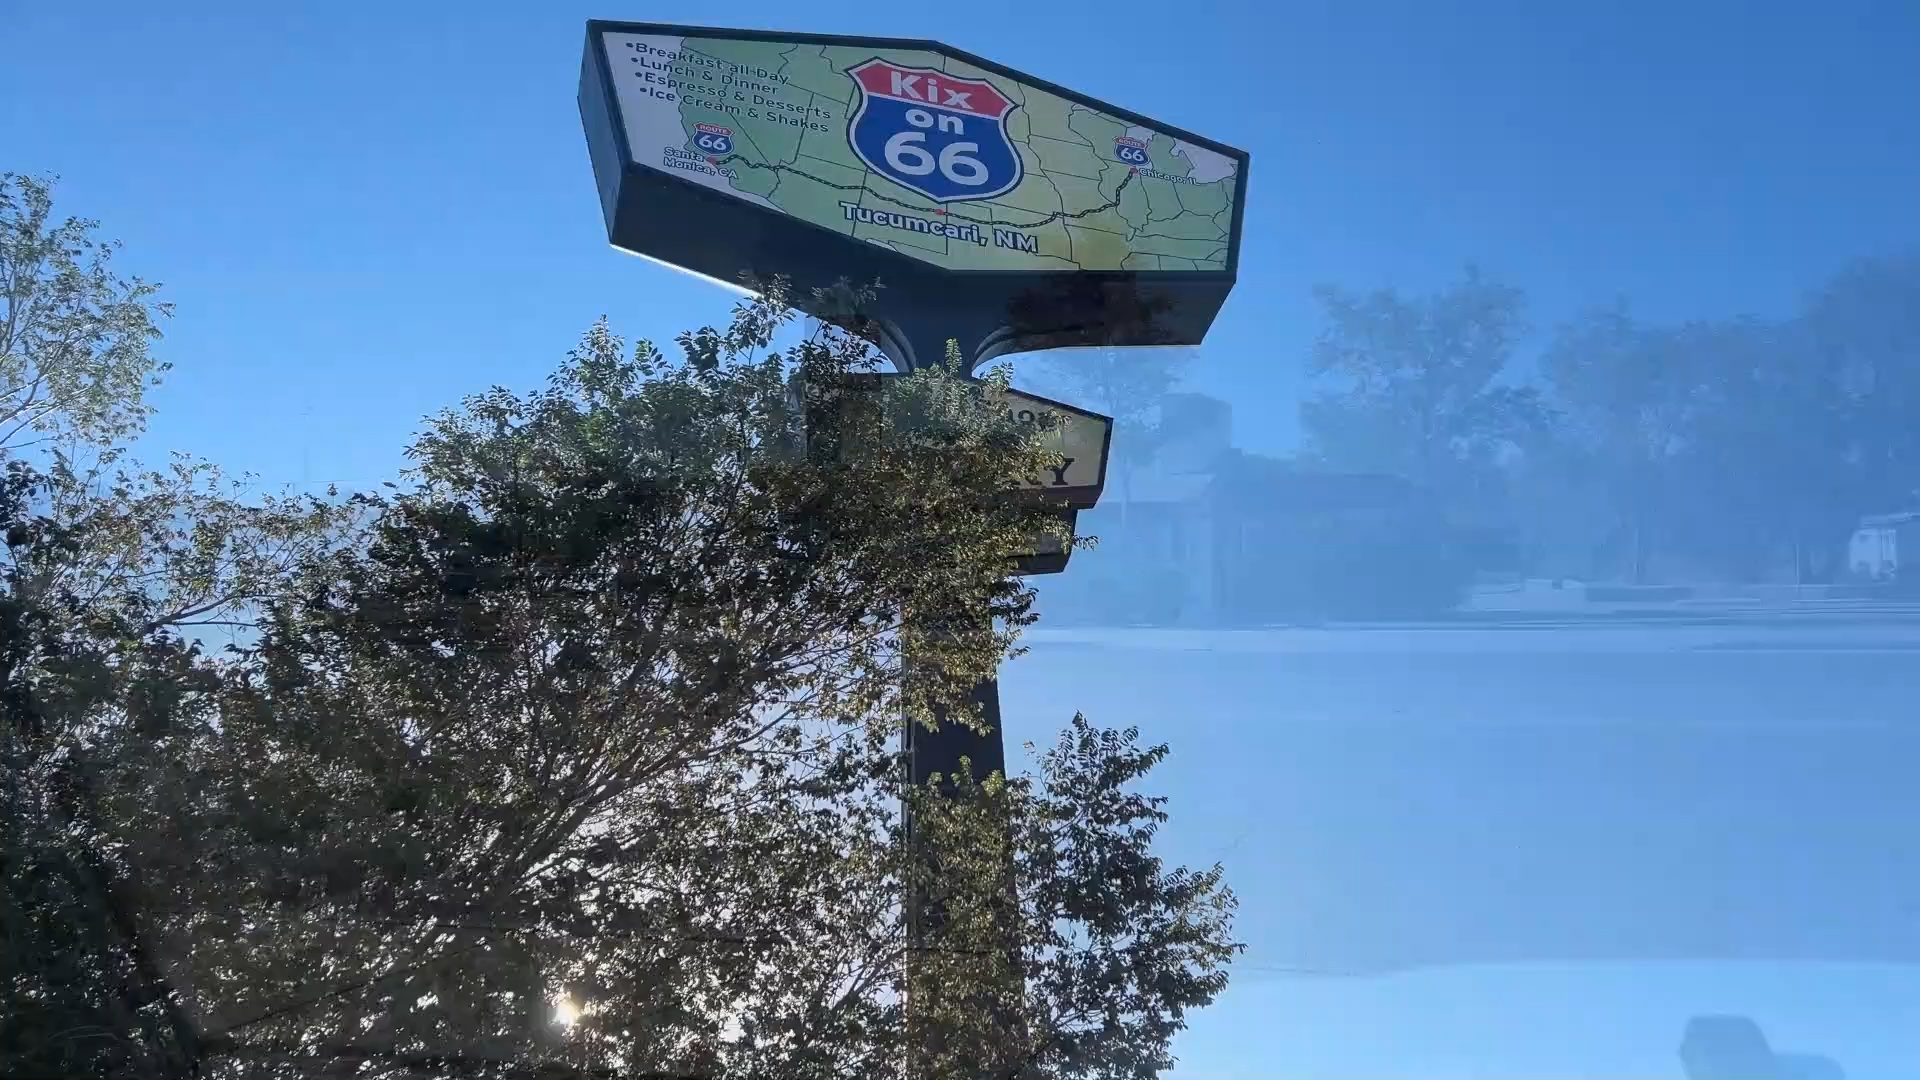 •Breakfast all Day
•Lunch & Dinner
•Espresso & Desserts
•Ice Cream & Shakes
Kix
on
66
ROUTE
66
Santa
Monica, CA
ROUTE
66
Chicago, IL
Tucumcari, NM